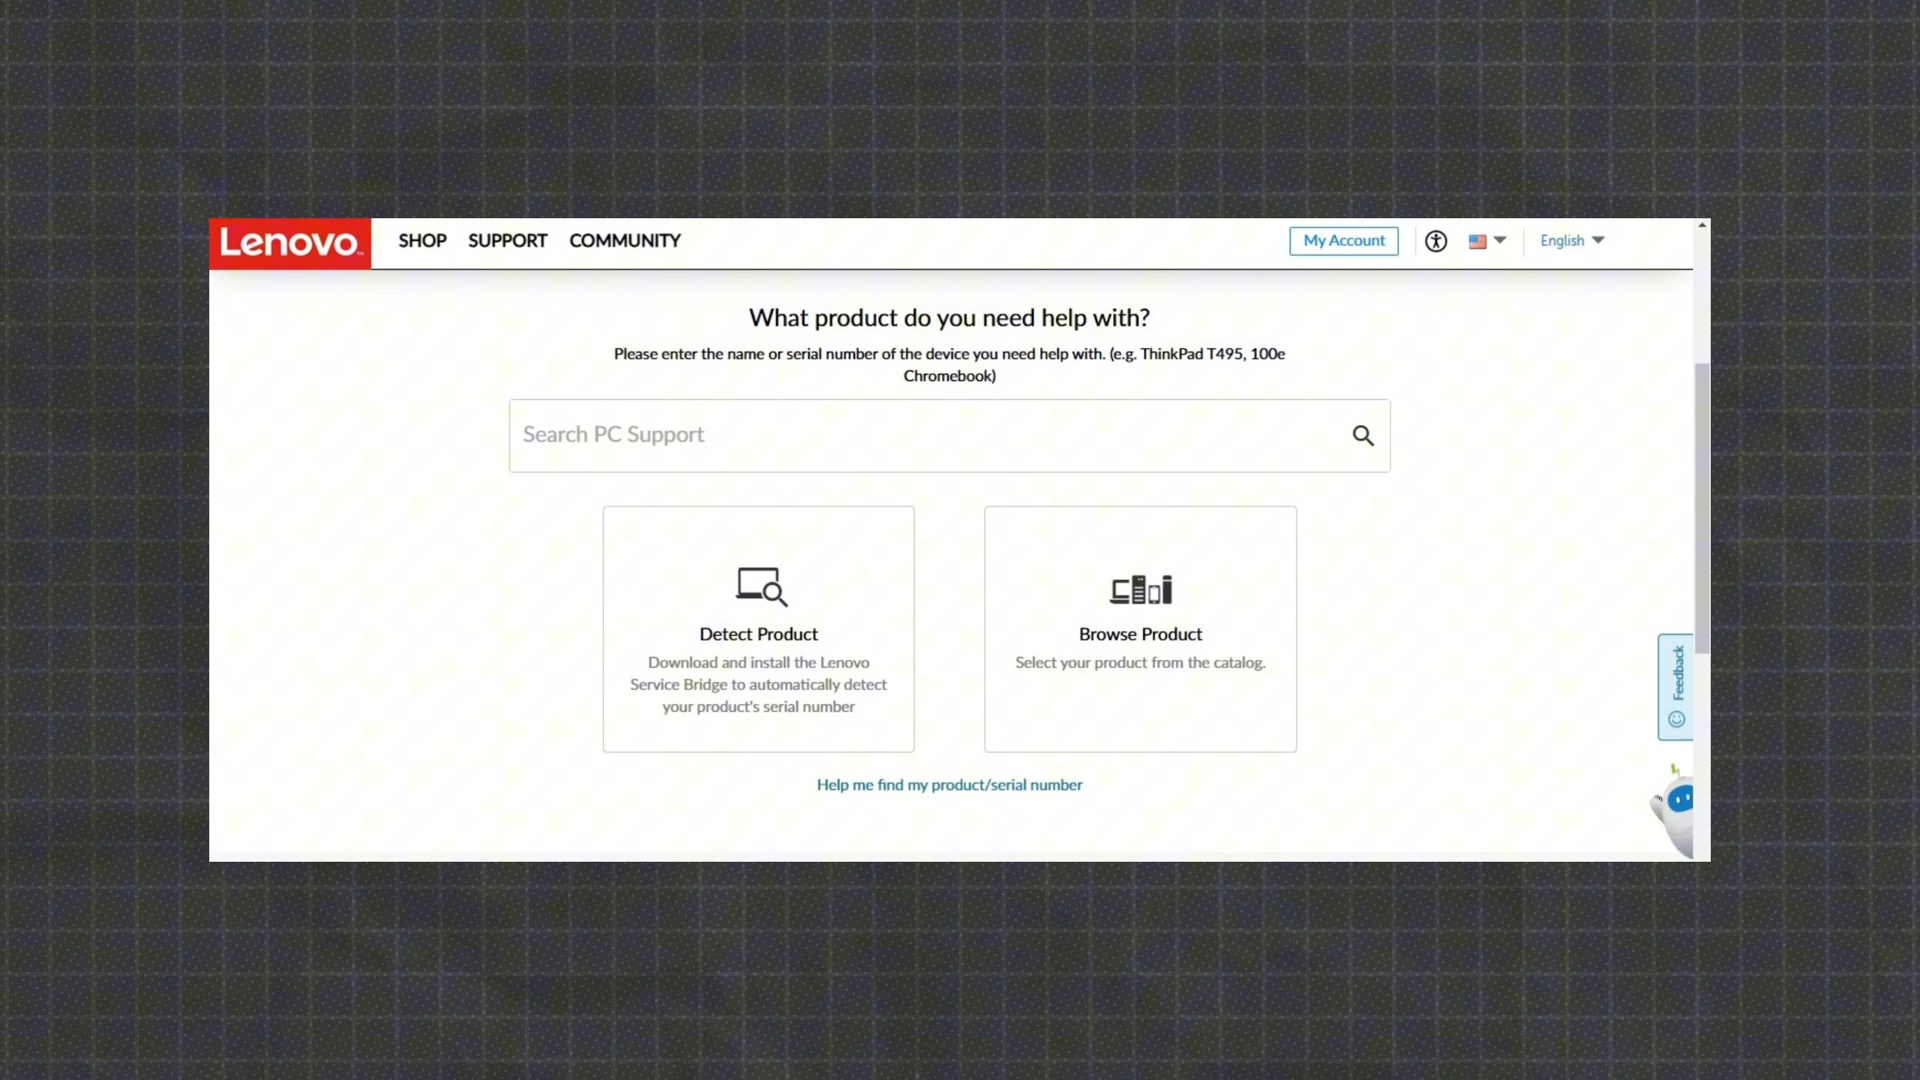 Lenovo
SHOP SUPPORT COMMUNITY My Account English
What product do you need help with?
Please enter the name or serial number of the device you need help with. (e.g. ThinkPad T495, 100e
Chromebook)
Search PC Support
Detect Product
Download and install the Lenovo
Service Bridge to automatically detect
your product's serial number
Browse Product
Select your product from the catalog.
Help me find my product/serial number
Feedback